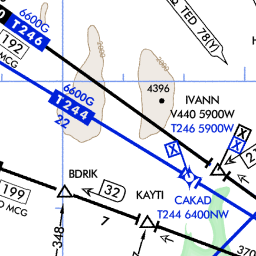 TED 78(Y)
6600G
T246
192
MCG
4396
6600G
T244
22
IVANN
V440 5900W
T246 5900W
X
X
2
BDRIK
32
KAYTI
CAKAD
T244 6400NW
199
MCG
7
348
370